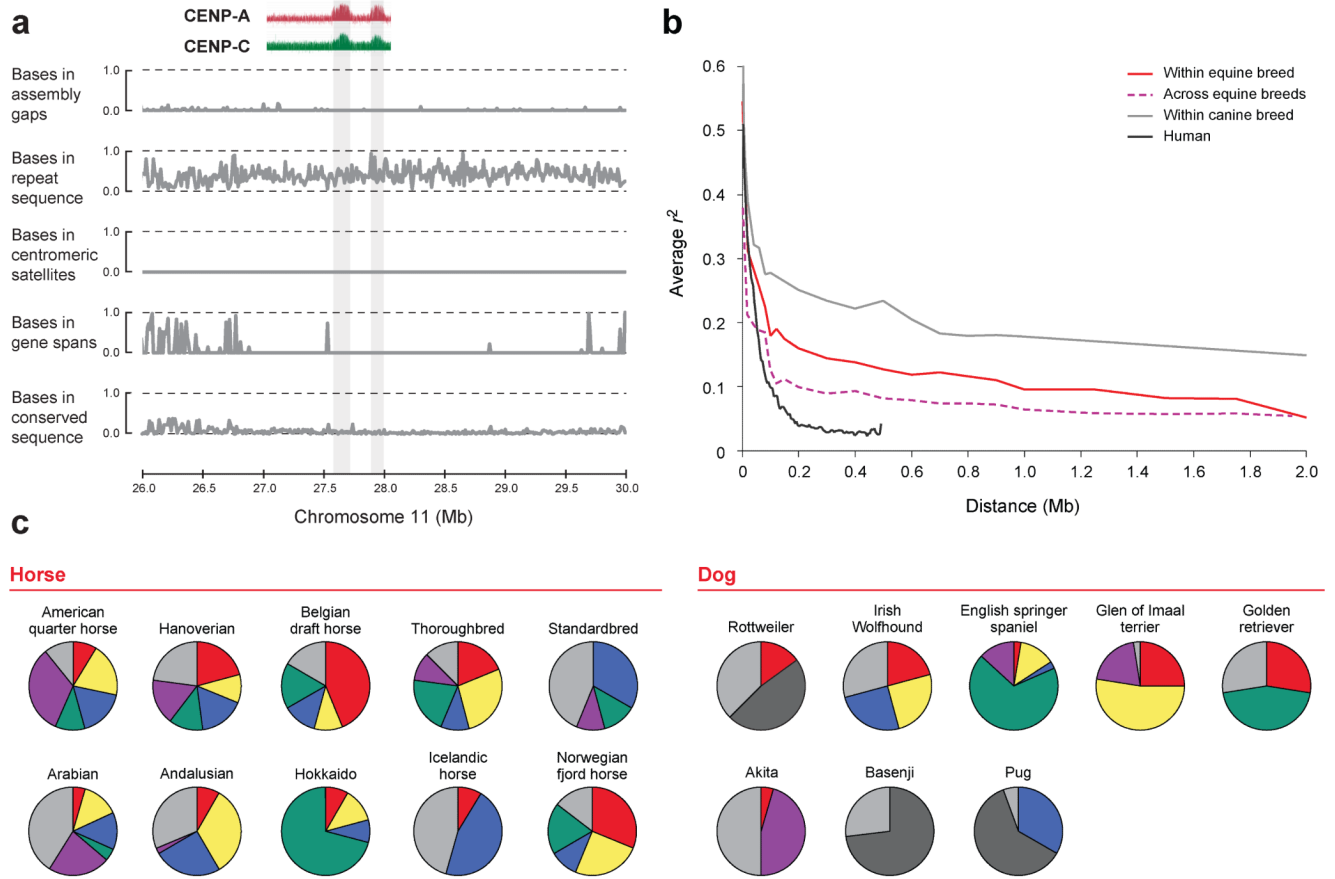 a
CENP-A
CENP-C
Bases in
assembly
gaps
1.0
0.0
Bases in
repeat
sequence
1.0
0.0
Bases in
centromeric
satellites
1.0
0.0
Bases in
gene spans
1.0
0.0
Bases in
conserved
sequence
1.0
0.0
26.0 26.5 27.0 27.5 28.0 28.5 29.0 29.5 30.0
Chromosome 11 (Mb)
b
0.6
0.5
0.4
0.3
0.2
0.1
0
Average r²
Within equine breed
Across equine breeds
Within canine breed
Human
0 0.2 0.4 0.6 0.8 1.0 1.2 1.4 1.6 1.8 2.0
Distance (Mb)
c
Horse
American
quarter horse
Hanoverian
Belgian
draft horse
Thoroughbred
Standardbred
Arabian
Andalusian
Hokkaido
Icelandic
horse
Norwegian
fjord horse
Dog
Rottweiler
Irish
Wolfhound
English springer
spaniel
Glen of Imaal
terrier
Golden
retriever
Akita
Basenji
Pug